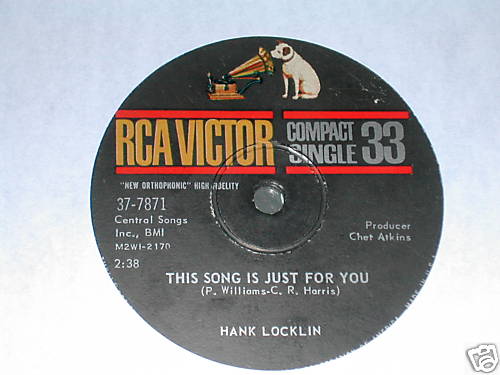 RCA VICTOR
COMPACT
SINGLE 33
"NEW ORTHOPHONIC" HIGH FIDELITY
37-7871
Central Songs
Inc., BMI
M2WI-2170
2:38
Producer
Chet Atkins
THIS SONG IS JUST FOR YOU
(P. Williams-C. R. Harris)
HANK LOCKLIN